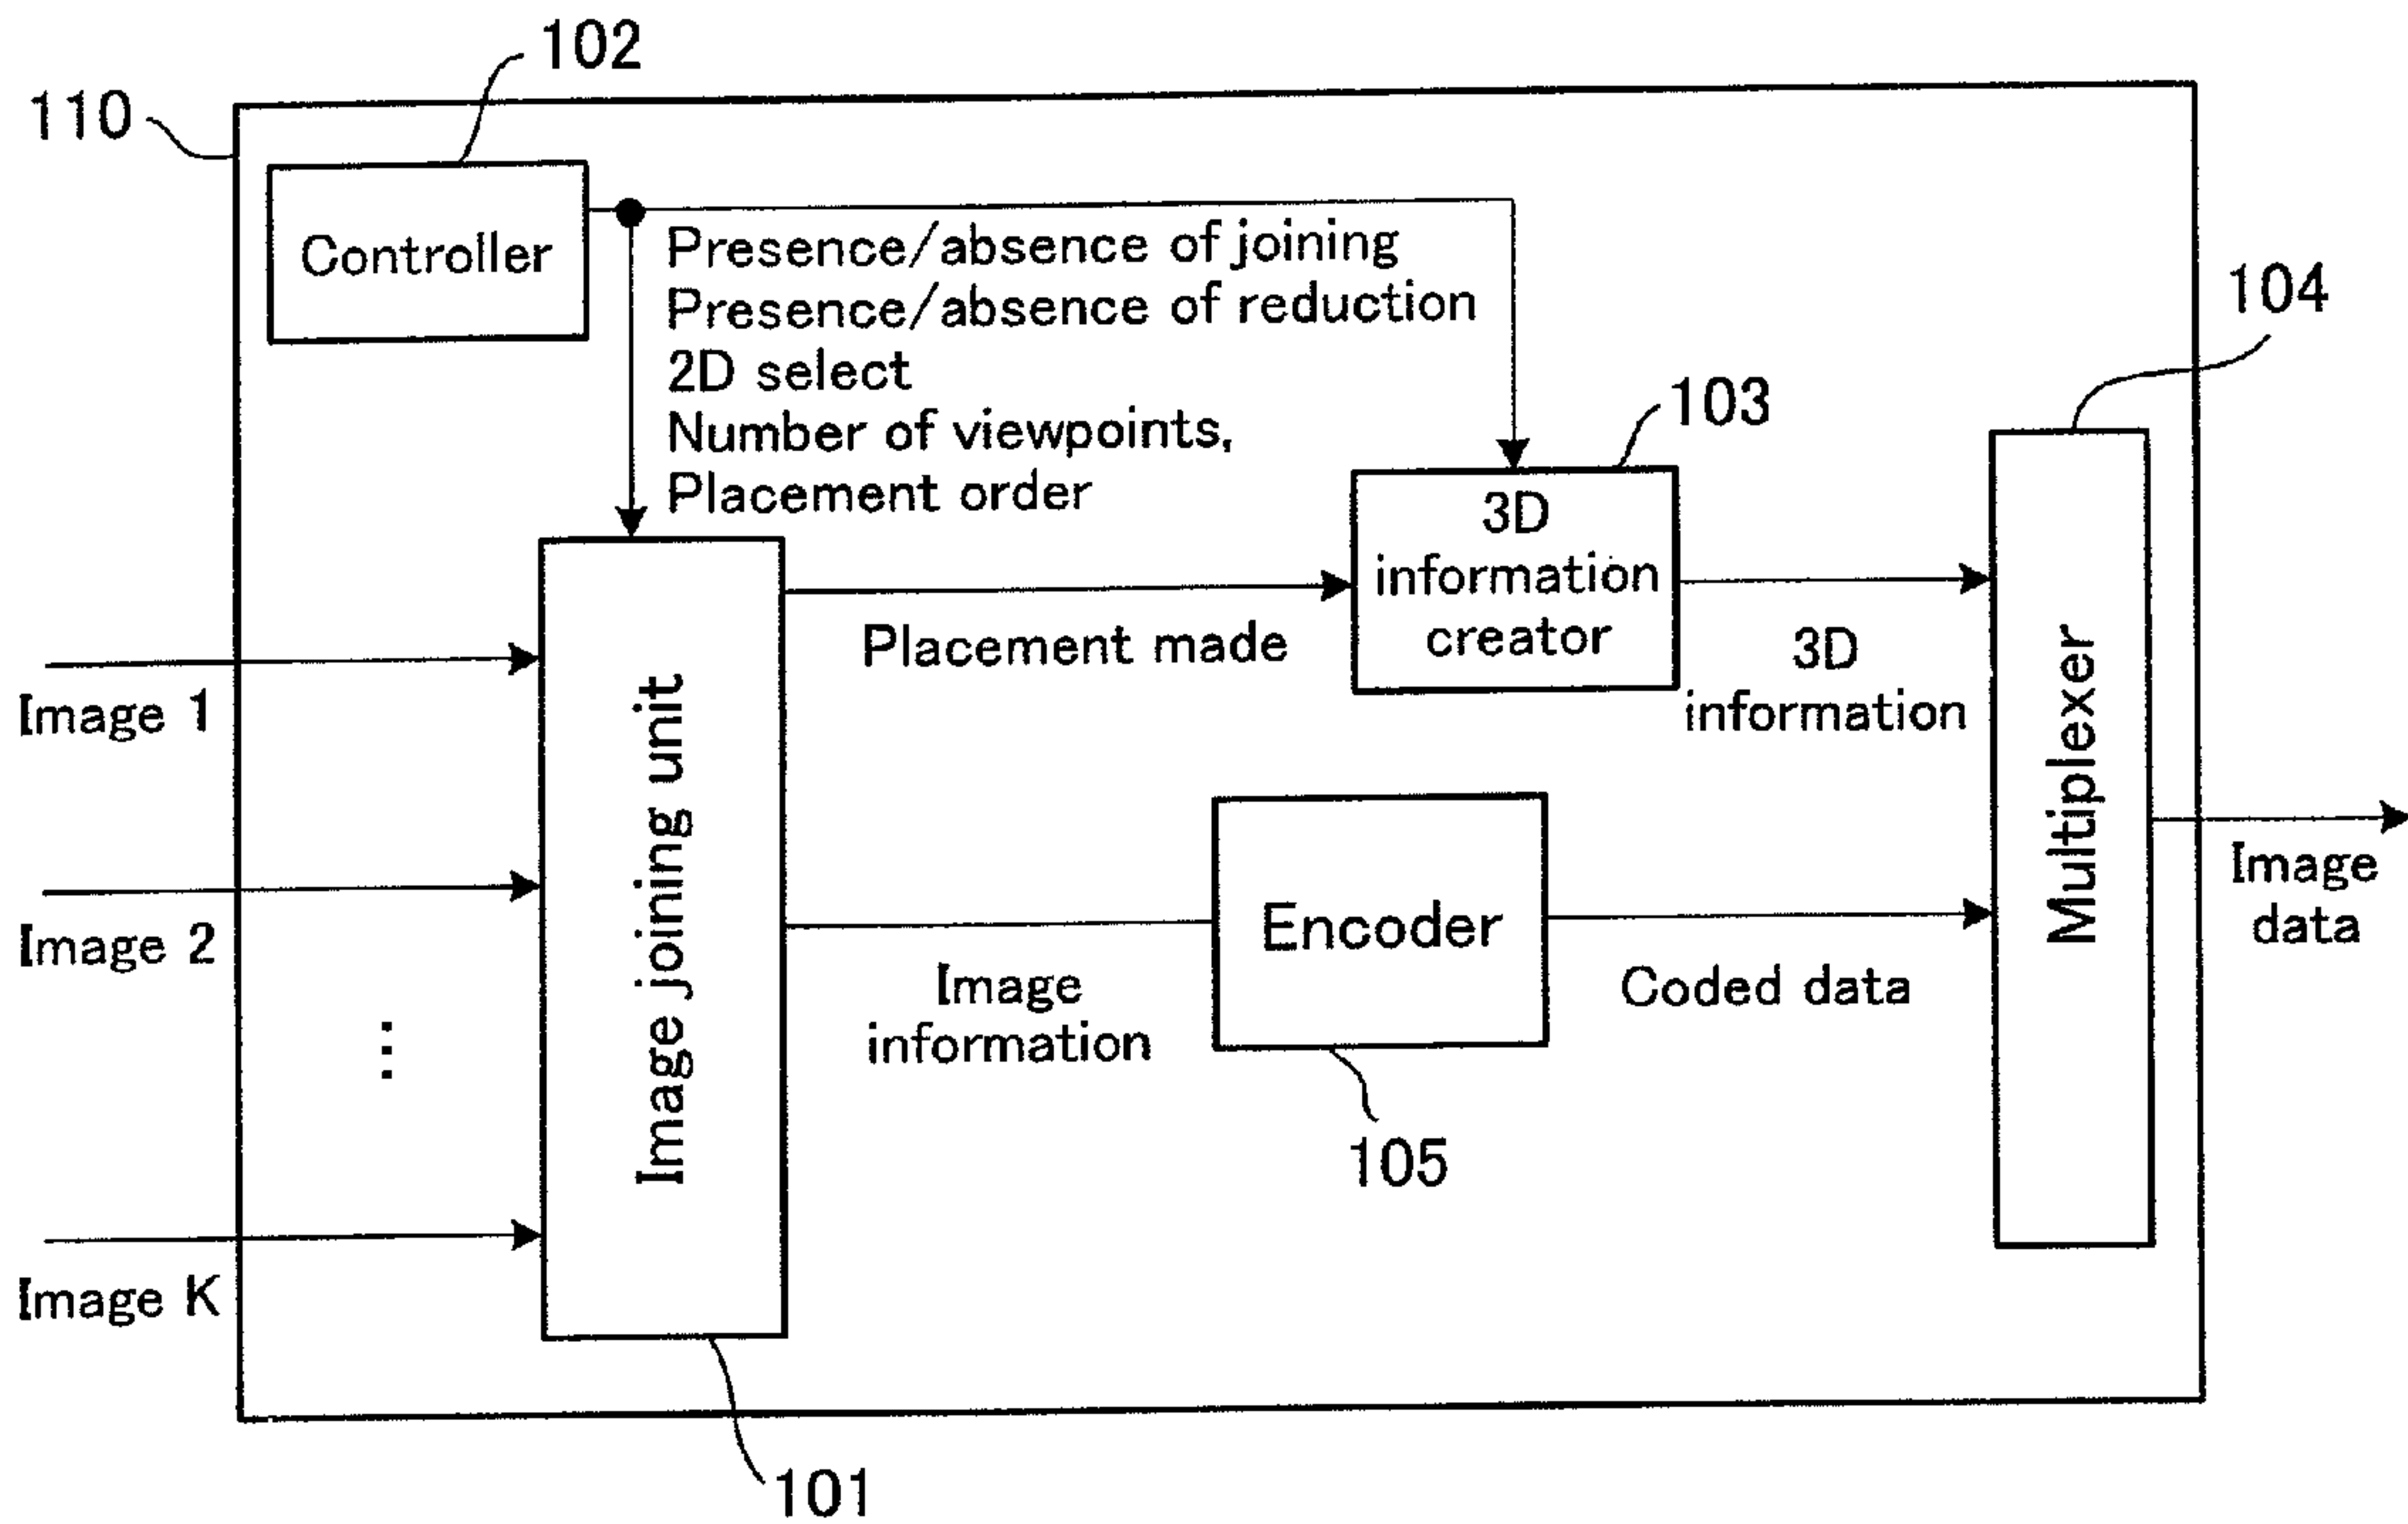 102
110
Controller
Presence/absence of joining
Presence/absence of reduction
2D select
Number of viewpoints,
Placement order
104
103
3D
information
creator
Placement made
3D
information
Image 1
Image 2
⋮
Image K
Image joining unit
Image
information
Encoder
105
Coded data
Multiplexer
Image
data
101